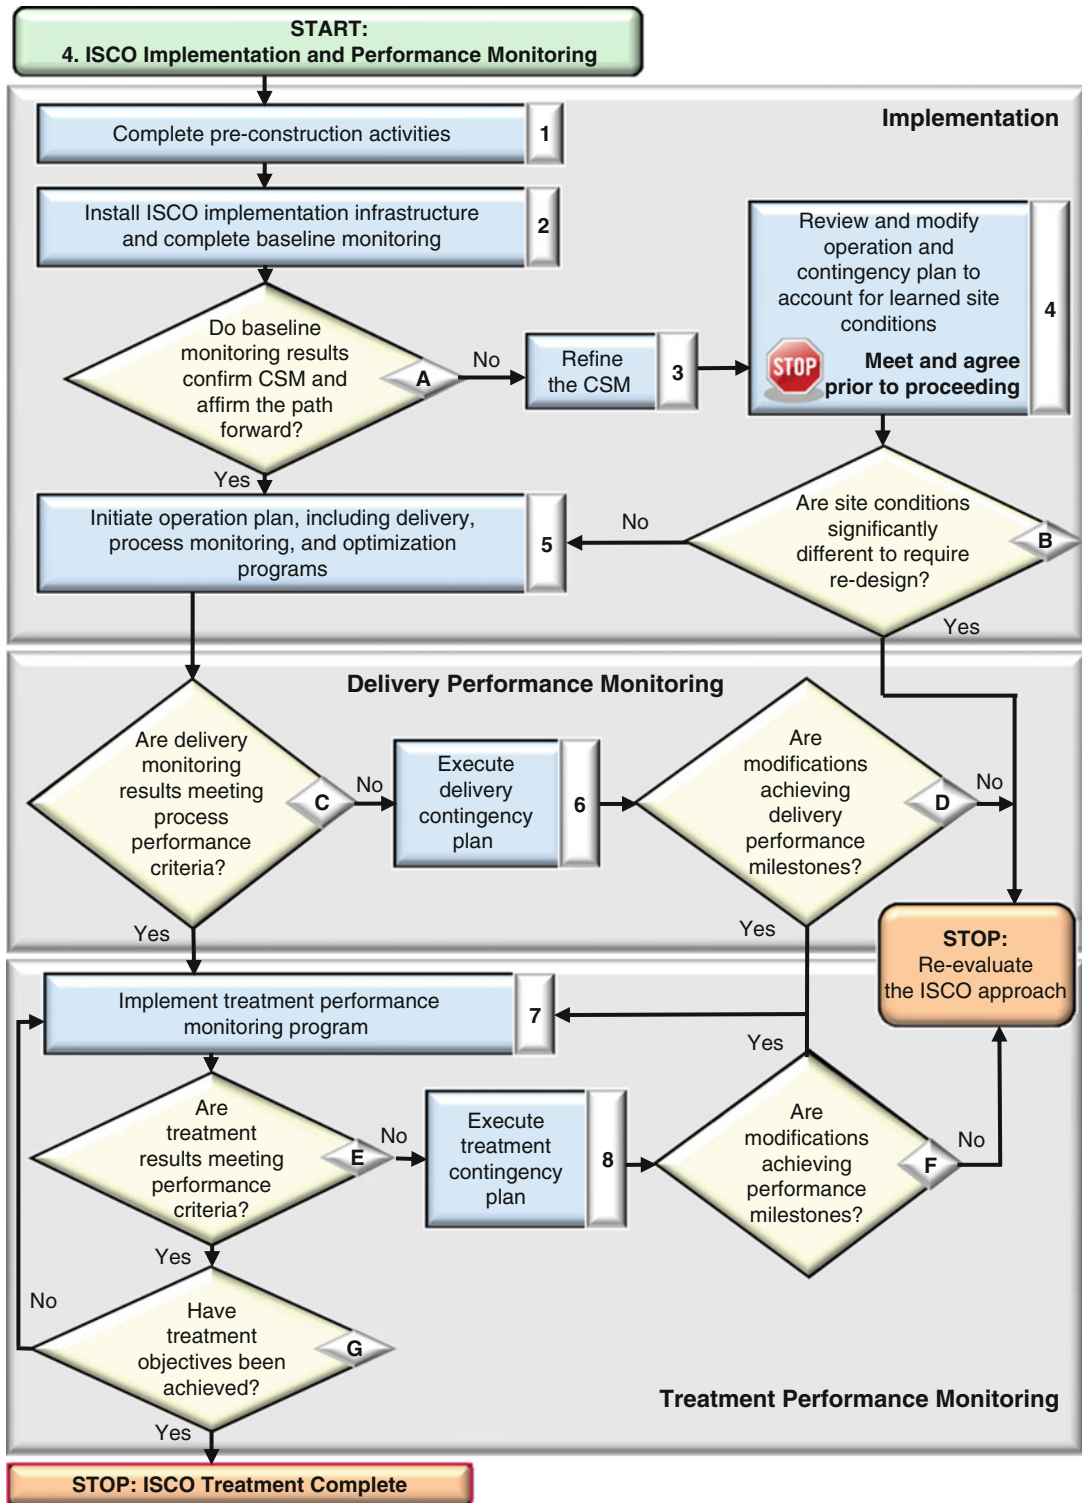 START:
4. ISCO Implementation and Performance Monitoring
Implementation
Complete pre-construction activities
1
Install ISCO implementation infrastructure
and complete baseline monitoring
2
Review and modify
operation and
contingency plan to
account for learned site
conditions
STOP
Meet and agree
prior to proceeding
4
Do baseline
monitoring results
confirm CSM and
affirm the path
forward?
A
No
Refine
the CSM
3
Yes
Initiate operation plan, including delivery,
process monitoring, and optimization
programs
5
No
Are site conditions
significantly
different to require
re-design?
B
Yes
Delivery Performance Monitoring
Are delivery
monitoring
results meeting
process
performance
criteria?
C
No
Execute
delivery
contingency
plan
6
Are
modifications
achieving
delivery
performance
milestones?
D
No
Yes
Yes
STOP:
Re-evaluate
the ISCO approach
Implement treatment performance
monitoring program
7
Yes
Are
treatment
results meeting
performance
criteria?
E
No
Execute
treatment
contingency
plan
8
Are
modifications
achieving
performance
milestones?
F
No
Yes
No
Have
treatment
objectives been
achieved?
G
Treatment Performance Monitoring
Yes
STOP: ISCO Treatment Complete